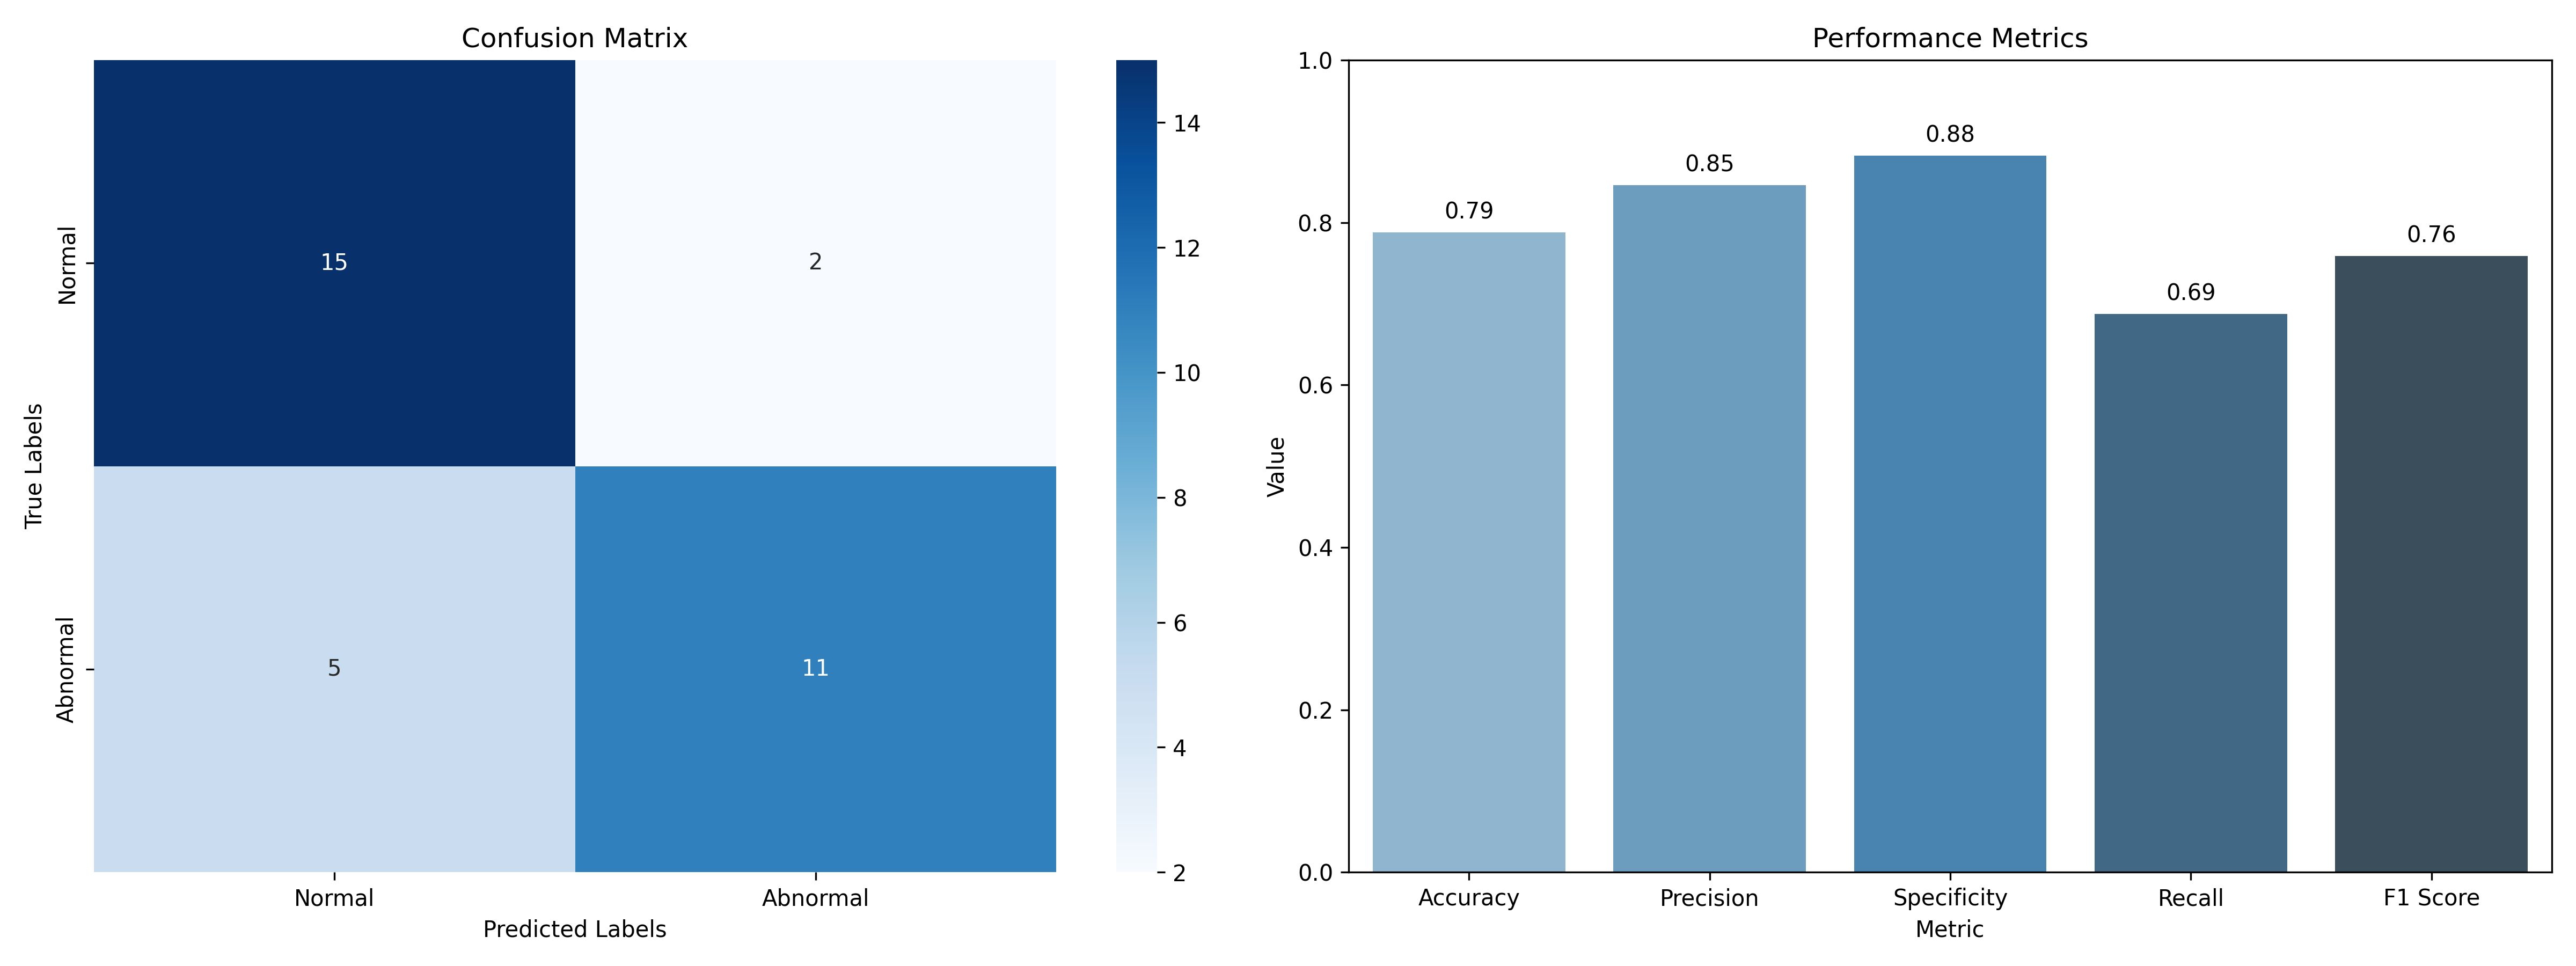 Confusion Matrix
True Labels
Normal
Abnormal
15
2
5
11
Normal
Abnormal
Predicted Labels
14
12
10
8
6
4
2
Performance Metrics
Value
1.0
0.8
0.6
0.4
0.2
0.0
0.79
0.85
0.88
0.69
0.76
Accuracy
Precision
Specificity
Recall
F1 Score
Metric